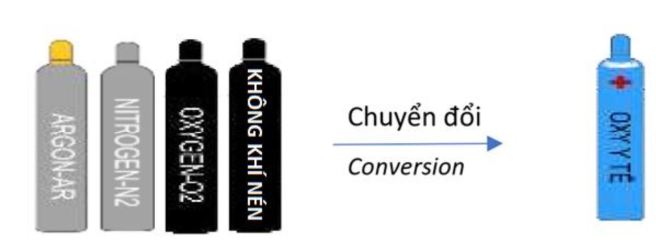 ARGON-AR
NITROGEN-N2
OXYGEN-O2
KHÔNG KHÍ NÉN
Chuyển đổi
Conversion
OXY Y TẾ